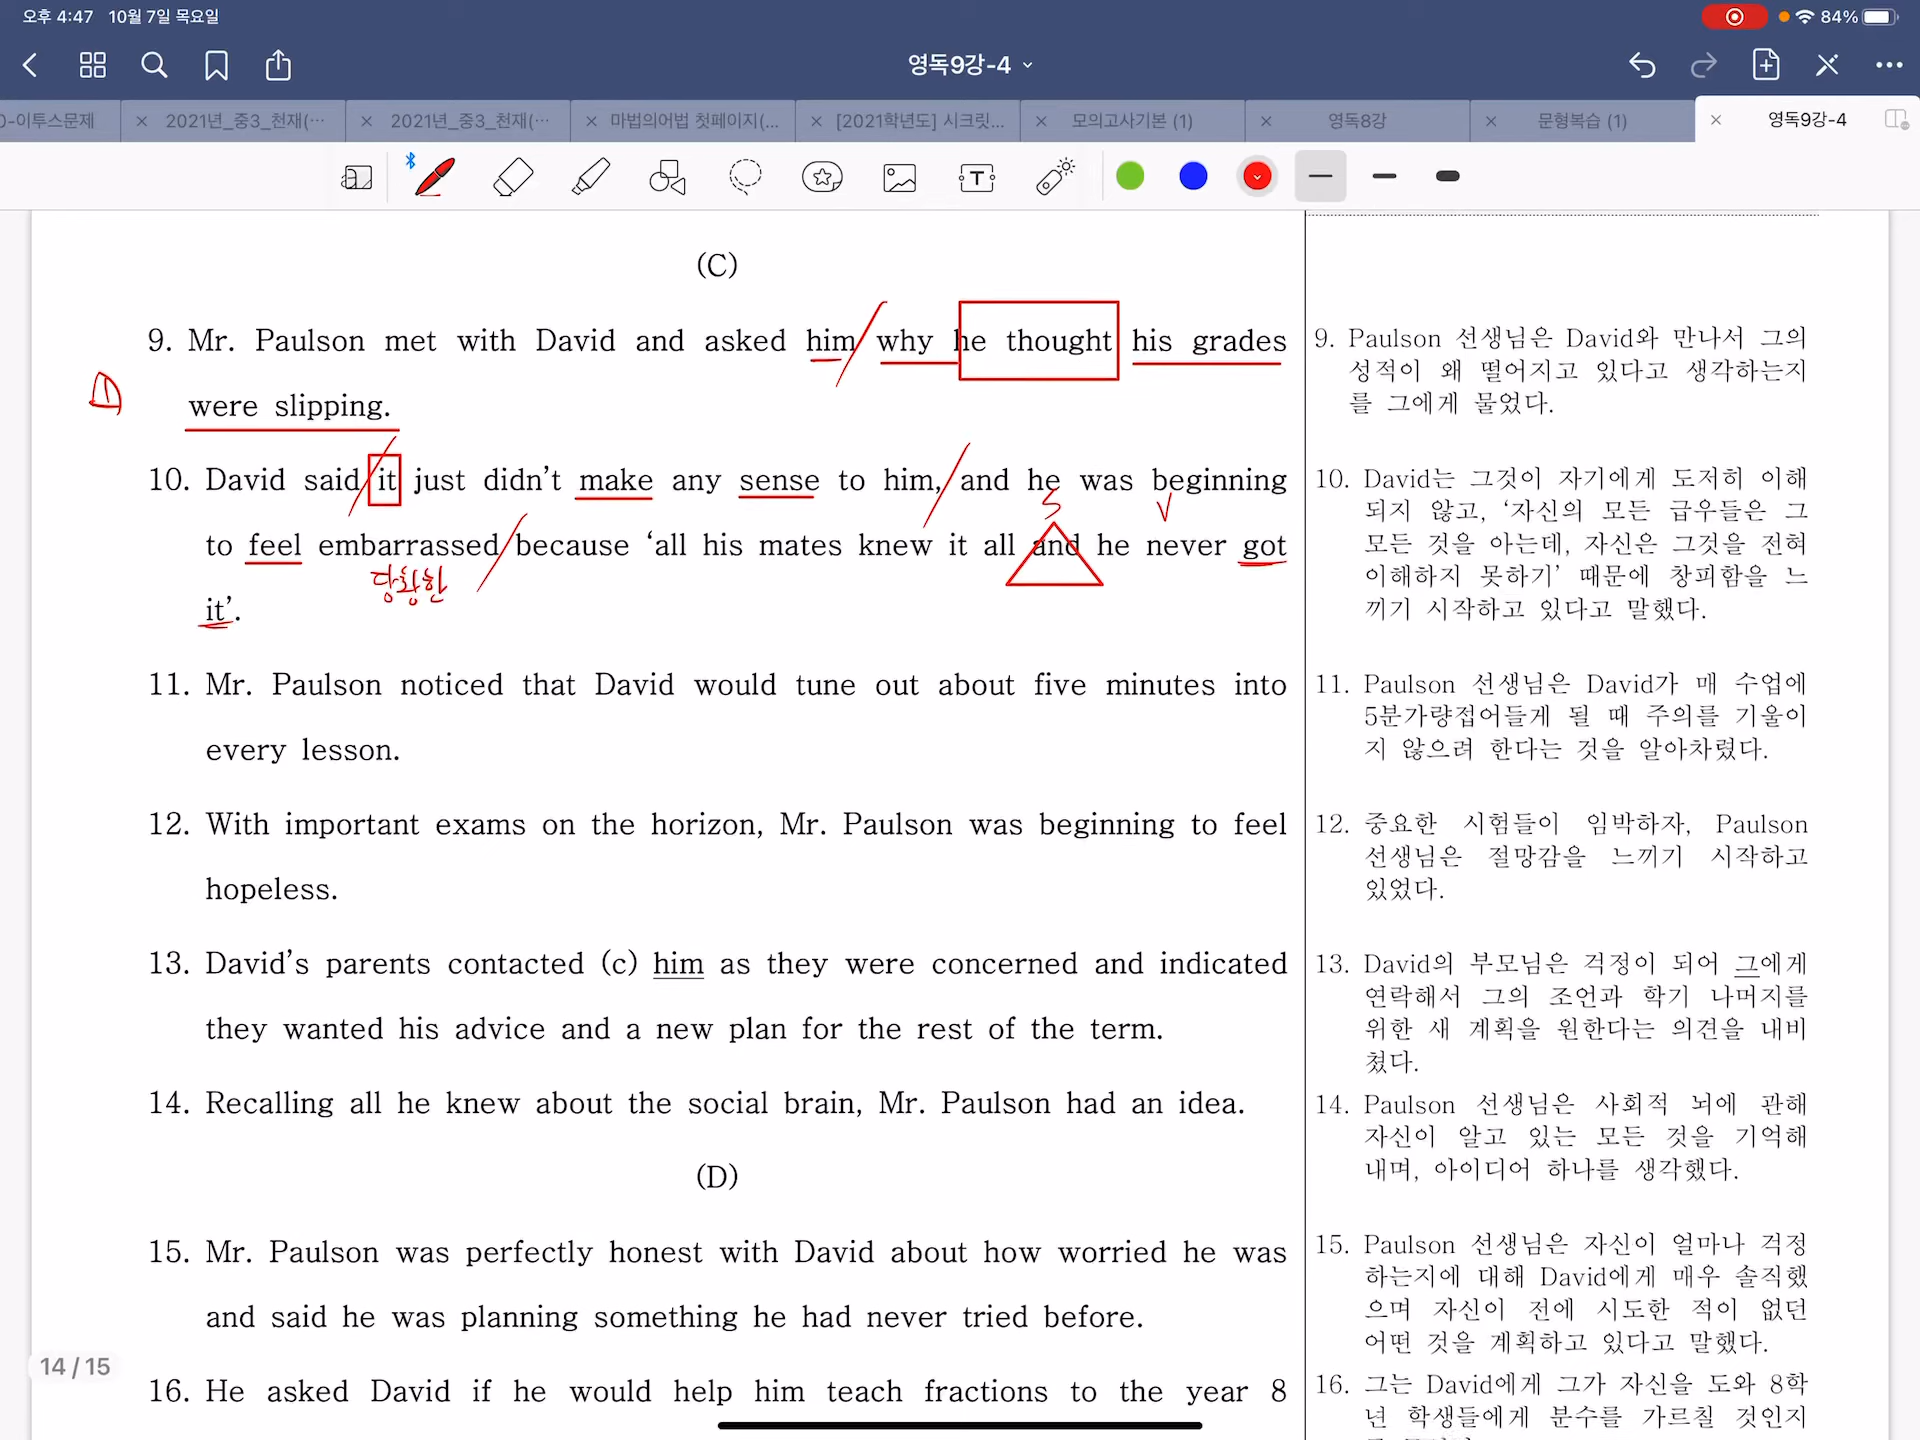 오후 4:47 10월 7일 목요일
84%
영독9강-4
0-이투스문제
2021년_중3_천재(…
2021년_중3_천재(…
마법의어법 첫페이지(...
[2021학년도] 시크릿...
모의고사기본 (1)
영독8강
문형복습 (1)
영독9강-4
(C)
9. Mr. Paulson met with David and asked him why he thought his grades
were slipping.
①
10. David said it just didn't make any sense to him, and he was beginning
S V
to feel embarrassed because ‘all his mates knew it all and he never got
당황한
it’.
11. Mr. Paulson noticed that David would tune out about five minutes into
every lesson.
12. With important exams on the horizon, Mr. Paulson was beginning to feel
hopeless.
13. David’s parents contacted (c) him as they were concerned and indicated
they wanted his advice and a new plan for the rest of the term.
14. Recalling all he knew about the social brain, Mr. Paulson had an idea.
(D)
15. Mr. Paulson was perfectly honest with David about how worried he was
and said he was planning something he had never tried before.
16. He asked David if he would help him teach fractions to the year 8
14 / 15
9. Paulson 선생님은 David와 만나서 그의
성적이 왜 떨어지고 있다고 생각하는지
를 그에게 물었다.
10. David는 그것이 자기에게 도저히 이해
되지 않고, ‘자신의 모든 급우들은 그
모든 것을 아는데, 자신은 그것을 전혀
이해하지 못하기’ 때문에 창피함을 느
끼기 시작하고 있다고 말했다.
11. Paulson 선생님은 David가 매 수업에
5분가량접어들게 될 때 주의를 기울이
지 않으려 한다는 것을 알아차렸다.
12. 중요한 시험들이 임박하자, Paulson
선생님은 절망감을 느끼기 시작하고
있었다.
13. David의 부모님은 걱정이 되어 그에게
연락해서 그의 조언과 학기 나머지를
위한 새 계획을 원한다는 의견을 내비
쳤다.
14. Paulson 선생님은 사회적 뇌에 관해
자신이 알고 있는 모든 것을 기억해
내며, 아이디어 하나를 생각했다.
15. Paulson 선생님은 자신이 얼마나 걱정
하는지에 대해 David에게 매우 솔직했
으며 자신이 전에 시도한 적이 없던
어떤 것을 계획하고 있다고 말했다.
16. 그는 David에게 그가 자신을 도와 8학
년 학생들에게 분수를 가르칠 것인지